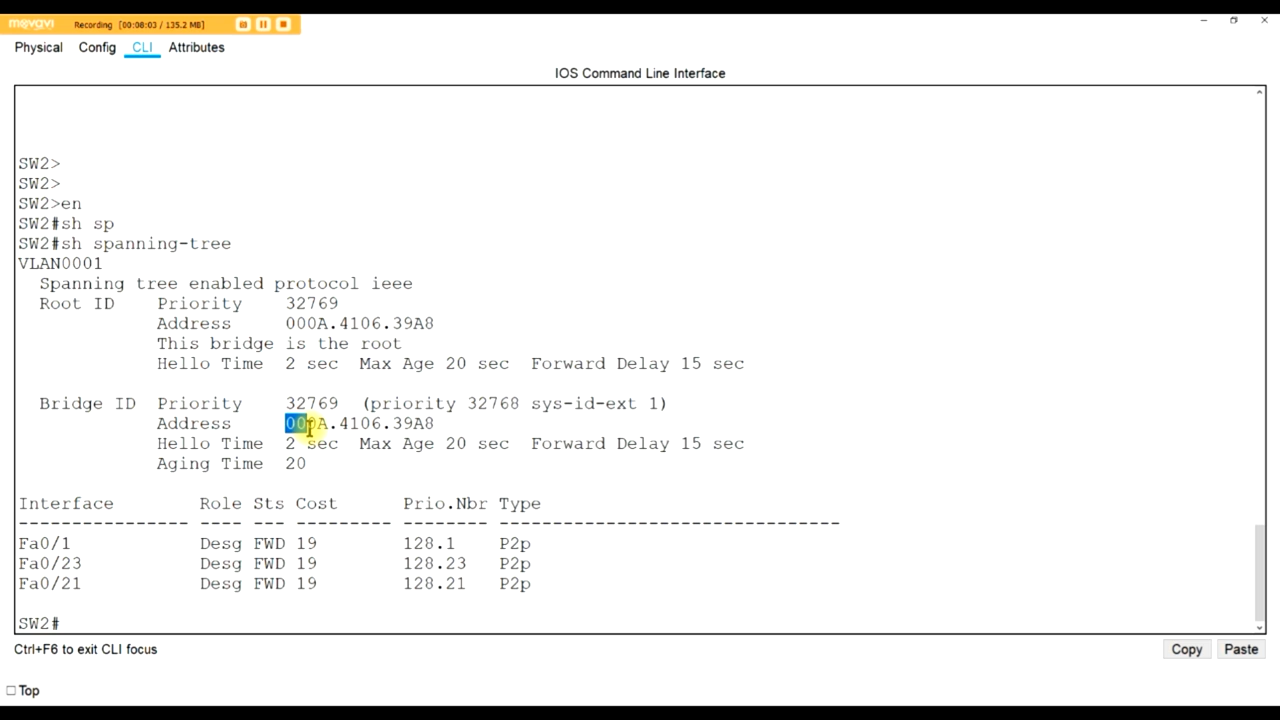 movavi Recording [00:08:03 / 135.2 MB]
Physical Config CLI Attributes
IOS Command Line Interface
SW2>
SW2>
SW2>en
SW2#sh sp
SW2#sh spanning-tree
VLAN0001
  Spanning tree enabled protocol ieee
  Root ID    Priority    32769
             Address     000A.4106.39A8
             This bridge is the root
             Hello Time  2 sec  Max Age 20 sec  Forward Delay 15 sec
  Bridge ID  Priority    32769  (priority 32768 sys-id-ext 1)
             Address     000A.4106.39A8
             Hello Time  2 sec  Max Age 20 sec  Forward Delay 15 sec
             Aging Time  20
Interface        Role Sts Cost      Prio.Nbr Type
---------------- ---- --- --------- -------- --------------------------------
Fa0/1            Desg FWD 19        128.1    P2p
Fa0/23           Desg FWD 19        128.23   P2p
Fa0/21           Desg FWD 19        128.21   P2p
SW2#
Ctrl+F6 to exit CLI focus
Copy Paste
Top